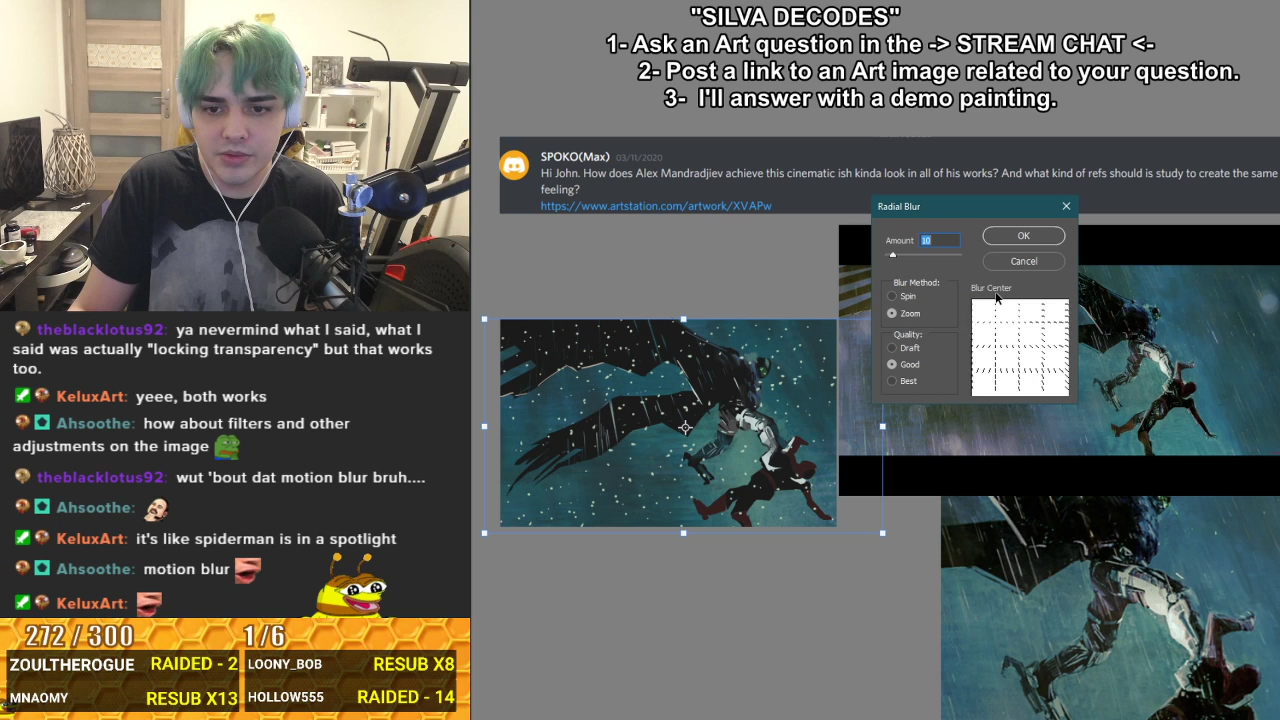 "SILVA DECODES"
1- Ask an Art question in the -> STREAM CHAT <-
2- Post a link to an Art image related to your question.
3- I'll answer with a demo painting.
SPOKO(Max) 03/11/2020
Hi John. How does Alex Mandradjiev achieve this cinematic ish kinda look in all of his works? And what kind of refs should is study to create the same
feeling?
https://www.artstation.com/artwork/XVAPw
Radial Blur
Amount 10
OK
Cancel
Blur Method:
Spin
Zoom
Blur Center
Quality:
Draft
Good
Best
theblacklotus92: ya nevermind what I said, what I
said was actually "locking transparency" but that works
too.
KeluxArt: yeee, both works
Ahsoothe: how about filters and other
adjustments on the image
theblacklotus92: wut 'bout dat motion blur bruh....
Ahsoothe:
KeluxArt: it's like spiderman is in a spotlight
Ahsoothe: motion blur
KeluxArt:
272 / 300
1/6
ZOULTHEROGUE RAIDED - 2
LOONY_BOB RESUB X8
MNAOMY RESUB X13
HOLLOW555 RAIDED - 14